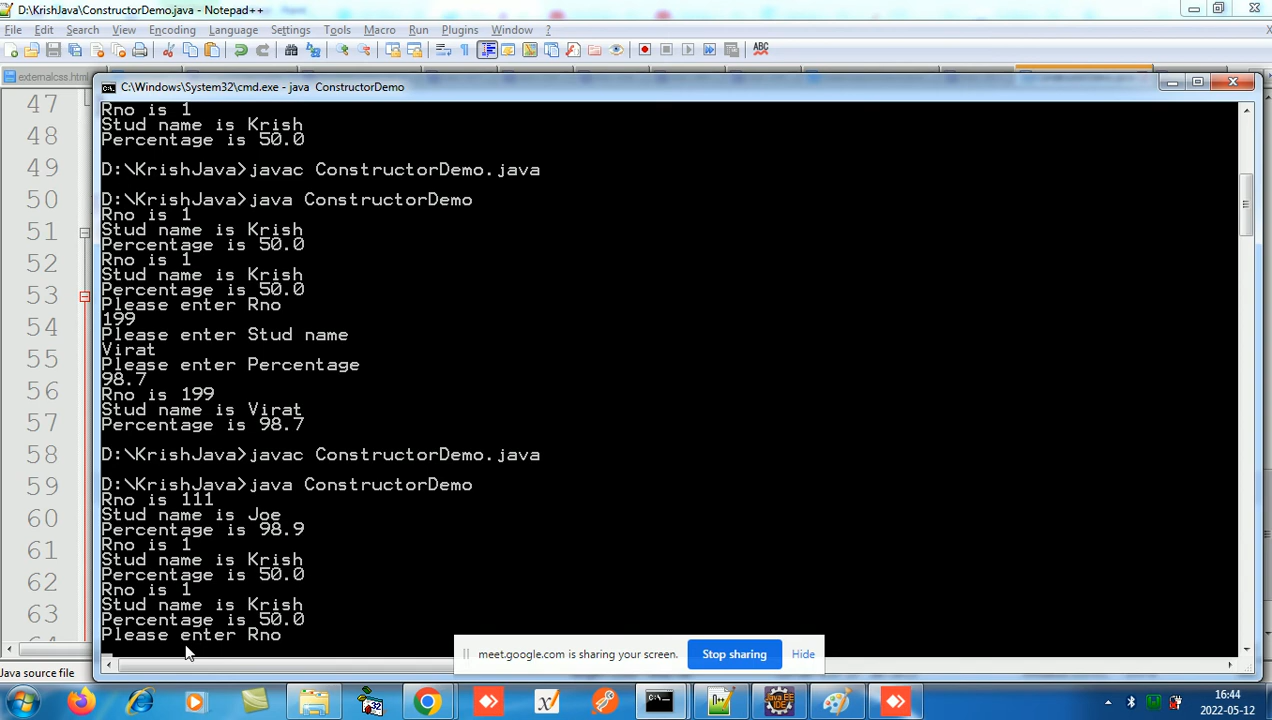 D:\KrishJava\ConstructorDemo.java - Notepad++
File Edit Search View Encoding Language Settings Tools Macro Run Plugins Window ?
externalcss.html
C:\Windows\System32\cmd.exe - java  ConstructorDemo
47
48
49
50
51
52
53
54
55
56
57
58
59
60
61
62
63
Rno is 1
Stud name is Krish
Percentage is 50.0
D:\KrishJava>javac ConstructorDemo.java
D:\KrishJava>java ConstructorDemo
Rno is 1
Stud name is Krish
Percentage is 50.0
Rno is 1
Stud name is Krish
Percentage is 50.0
Please enter Rno
199
Please enter Stud name
Virat
Please enter Percentage
98.7
Rno is 199
Stud name is Virat
Percentage is 98.7
D:\KrishJava>javac ConstructorDemo.java
D:\KrishJava>java ConstructorDemo
Rno is 111
Stud name is Joe
Percentage is 98.9
Rno is 1
Stud name is Krish
Percentage is 50.0
Rno is 1
Stud name is Krish
Percentage is 50.0
Please enter Rno
meet.google.com is sharing your screen. Stop sharing Hide
Java source file
16:44
2022-05-12